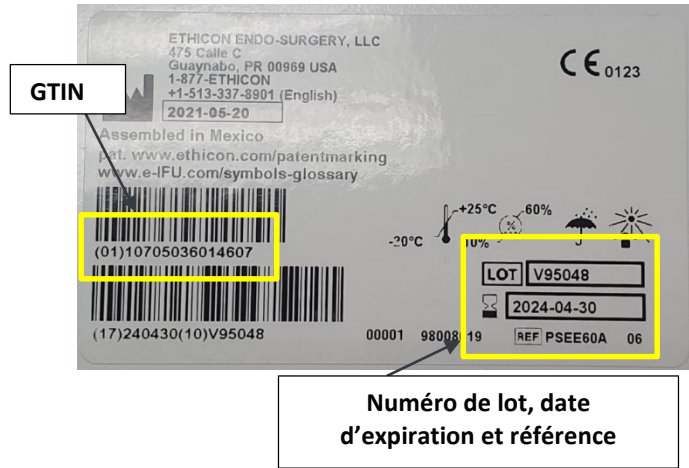 ETHICON ENDO-SURGERY, LLC
475 Calle C
Guaynabo, PR 00969 USA
1-877-ETHICON
+1-513-337-8901 (English)
2021-05-20
CE 0123
GTIN
Assembled in Mexico
pat. www.ethicon.com/patentmarking
www.e-IFU.com/symbols-glossary
(01)10705036014607
-20°C +25°C
10% % 60%
LOT V95048
2024-04-30
(17)240430(10)V95048
00001
REF PSEE60A 06
Numéro de lot, date
d’expiration et référence